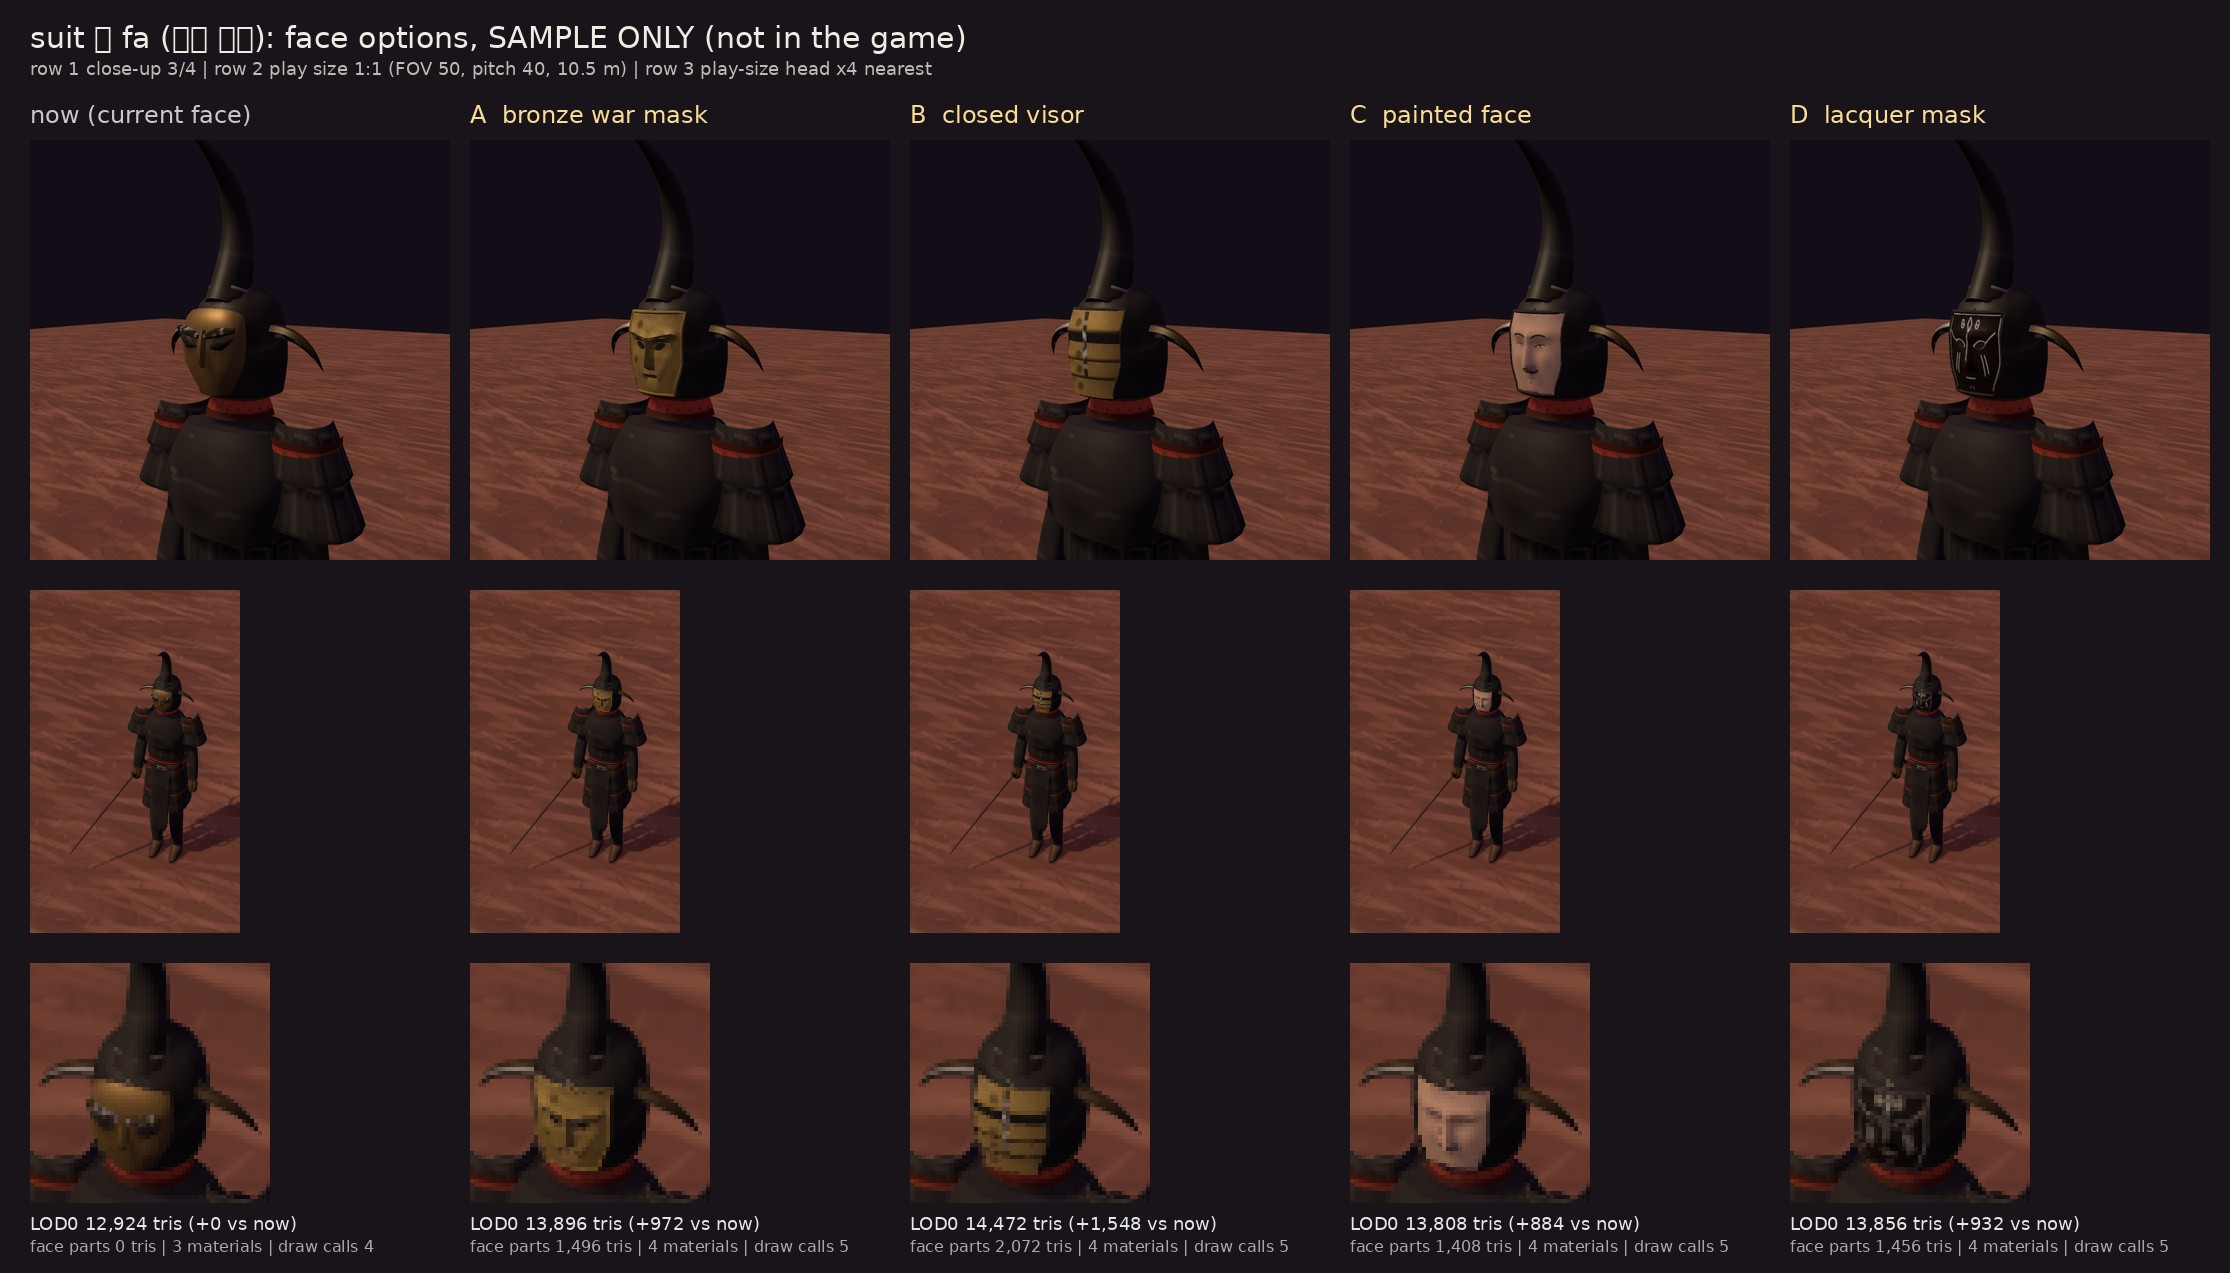 suit fa ( ): face options, SAMPLE ONLY (not in the game)
row 1 close-up 3/4 | row 2 play size 1:1 (FOV 50, pitch 40, 10.5 m) | row 3 play-size head x4 nearest
now (current face)
A bronze war mask
B closed visor
C painted face
D lacquer mask
LOD0 12,924 tris (+0 vs now)
face parts 0 tris | 3 materials | draw calls 4
LOD0 13,896 tris (+972 vs now)
face parts 1,496 tris | 4 materials | draw calls 5
LOD0 14,472 tris (+1,548 vs now)
face parts 2,072 tris | 4 materials | draw calls 5
LOD0 13,808 tris (+884 vs now)
face parts 1,408 tris | 4 materials | draw calls 5
LOD0 13,856 tris (+932 vs now)
face parts 1,456 tris | 4 materials | draw calls 5